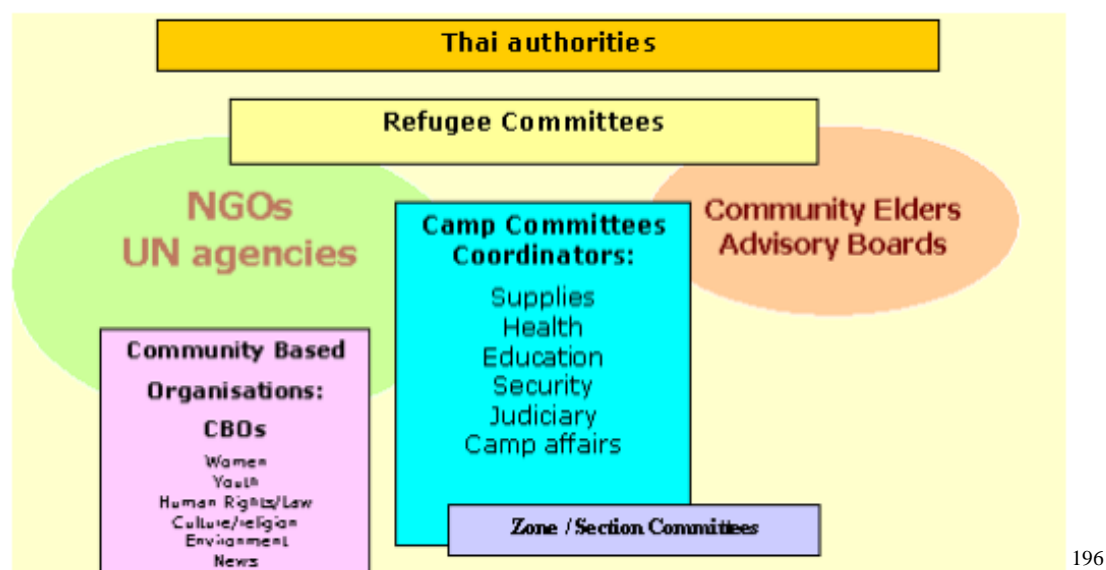 Thai authorities
Refugee Committees
NGOs
UN agencies
Community Elders
Advisory Boards
Camp Committees
Coordinators:
Supplies
Health
Education
Security
Judiciary
Camp affairs
Community Based
Organisations:
CBOs
Women
Youth
Human Rights/Law
Culture/religion
Environment
News
Zone / Section Committees
196